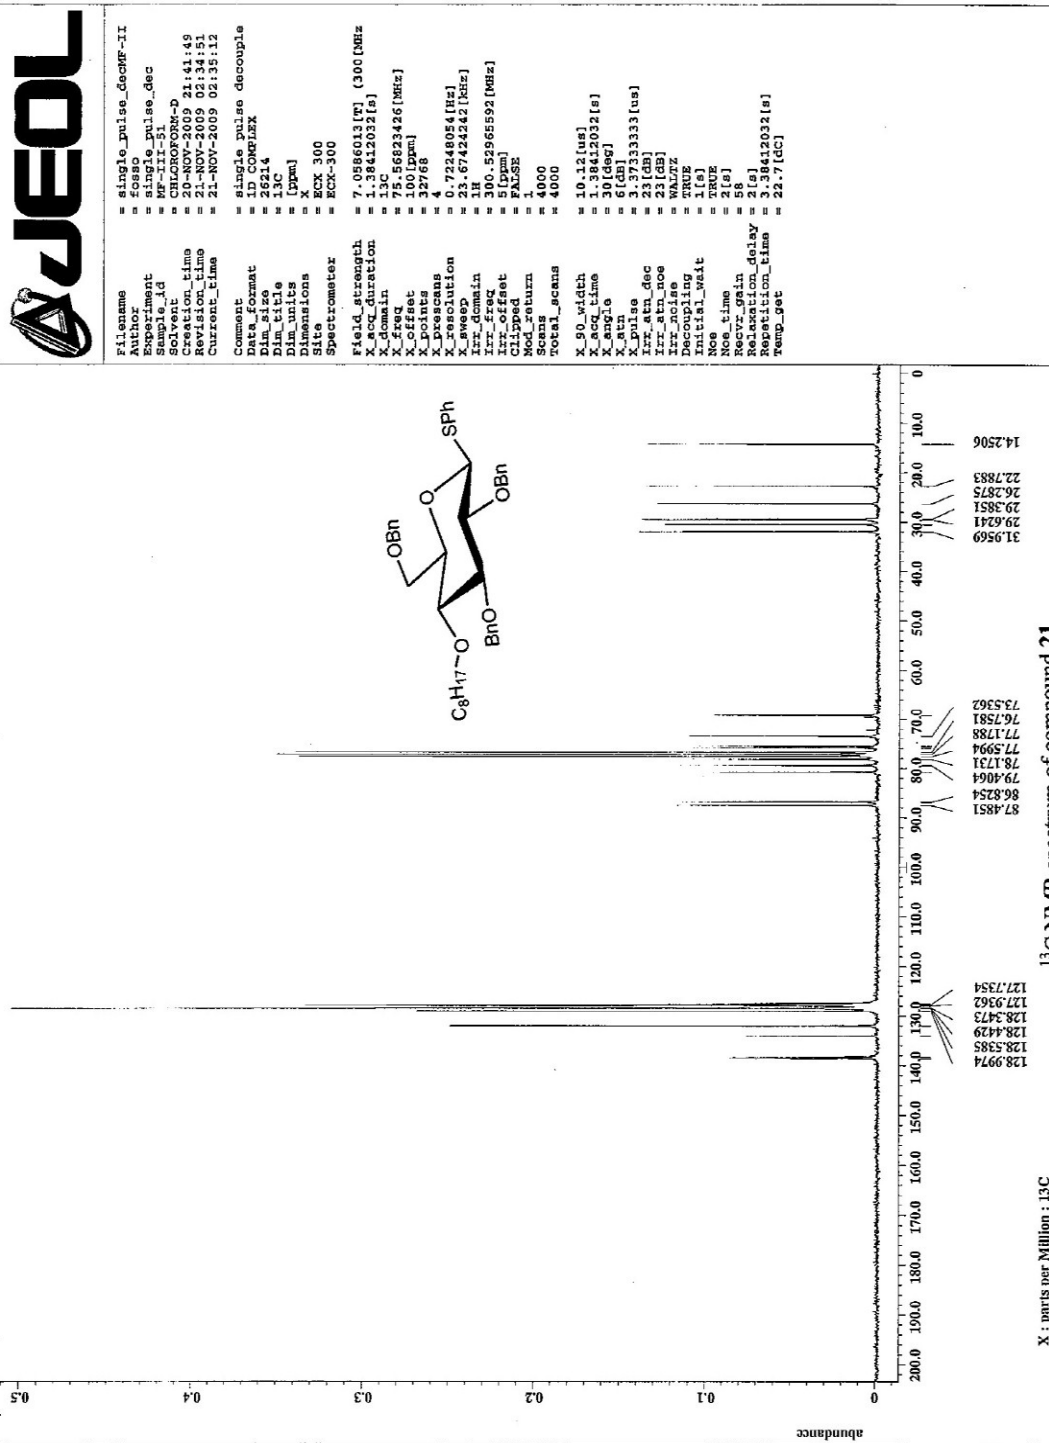 JEOL
Filename = single_pulse_decMF-II
Author = fosso
Experiment = single_pulse_dec
Sample_id = MF-III-51
Solvent = CHLOROFORM-D
Creation_time = 20-NOV-2009 21:41:49
Revision_time = 21-NOV-2009 02:34:51
Current_time = 21-NOV-2009 02:35:12
Comment = single pulse decouple
Data_format = 1D COMPLEX
Dim_size = 26214
Dim_title = 13C
Dim_units = [ppm]
Dimensions = X
Site = ECX 300
Spectrometer = ECX-300
Field_strength = 7.0586013[T] (300[MHz
X_acq_duration = 1.38412032[s]
X_domain = 13C
X_freq = 75.56823426[MHz]
X_offset = 100[ppm]
X_points = 32768
X_prescans = 4
X_resolution = 0.72248054[Hz]
X_sweep = 23.67424242[kHz]
Irr_domain = 1H
Irr_freq = 300.52965592[MHz]
Irr_offset = 5[ppm]
Clipped = FALSE
Mod_return = 1
Scans = 4000
Total_scans = 4000
X_90_width = 10.12[us]
X_acq_time = 1.38412032[s]
X_angle = 30[deg]
X_atn = 6[dB]
X_pulse = 3.37333333[us]
Irr_atn_dec = 23[dB]
Irr_atn_noe = 23[dB]
Irr_noise = WALTZ
Decoupling = TRUE
Initial_wait = 1[s]
Noe = TRUE
Noe_time = 2[s]
Recvr_gain = 58
Relaxation_delay = 2[s]
Repetition_time = 3.38412032[s]
Temp_get = 22.7[dC]
OBn
O
SPh
C8H17-O
BnO
OBn
abundance
0 0.1 0.2 0.3 0.4 0.5
200.0 190.0 180.0 170.0 160.0 150.0 140.0 130.0 120.0 110.0 100.0 90.0 80.0 70.0 60.0 50.0 40.0 30.0 20.0 10.0 0
128.9974
128.5385
128.4429
128.3473
127.9362
127.7354
87.4851
86.8254
79.4064
78.1731
77.5994
77.1788
76.7581
73.5362
31.9569
29.6241
29.3851
26.2875
22.7883
14.2506
X : parts per Million : 13C
13C NMR spectrum of compound 21